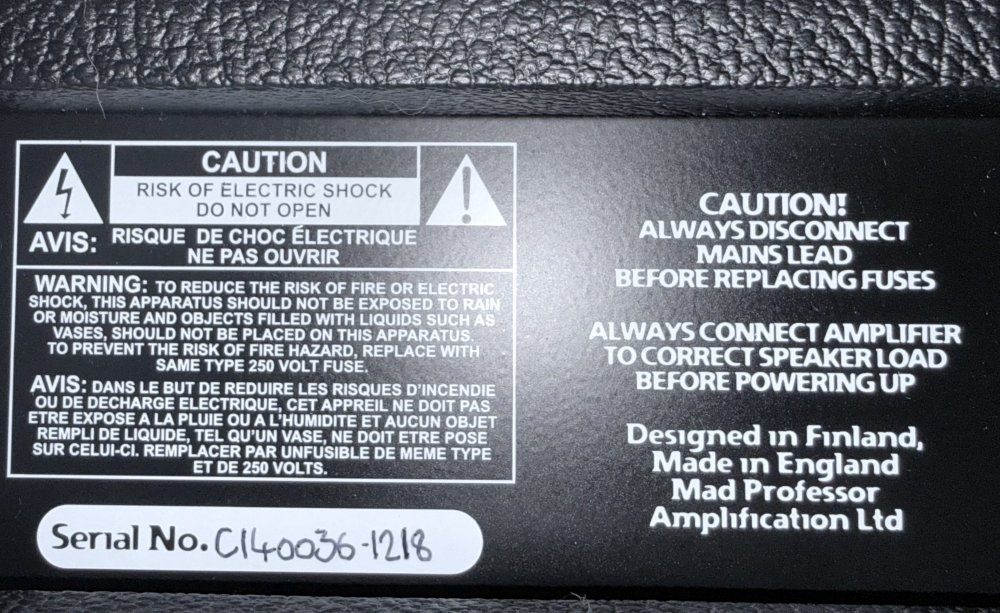 CAUTION
RISK OF ELECTRIC SHOCK
DO NOT OPEN
AVIS: RISQUE DE CHOC ÉLECTRIQUE
NE PAS OUVRIR
WARNING: TO REDUCE THE RISK OF FIRE OR ELECTRIC
SHOCK, THIS APPARATUS SHOULD NOT BE EXPOSED TO RAIN
OR MOISTURE AND OBJECTS FILLED WITH LIQUIDS SUCH AS
VASES, SHOULD NOT BE PLACED ON THIS APPARATUS.
TO PREVENT THE RISK OF FIRE HAZARD, REPLACE WITH
SAME TYPE 250 VOLT FUSE.
AVIS: DANS LE BUT DE REDUIRE LES RISQUES D'INCENDIE
OU DE DECHARGE ELECTRIQUE, CET APPREIL NE DOIT PAS
ETRE EXPOSE A LA PLUIE OU A L'HUMIDITE ET AUCUN OBJET
REMPLI DE LIQUIDE, TEL QU'UN VASE, NE DOIT ETRE POSE
SUR CELUI-CI. REMPLACER PAR UNFUSIBLE DE MEME TYPE
ET DE 250 VOLTS.
Serial No. C140036-1218
CAUTION!
ALWAYS DISCONNECT
MAINS LEAD
BEFORE REPLACING FUSES
ALWAYS CONNECT AMPLIFIER
TO CORRECT SPEAKER LOAD
BEFORE POWERING UP
Designed in Finland,
Made in England
Mad Professor
Amplification Ltd